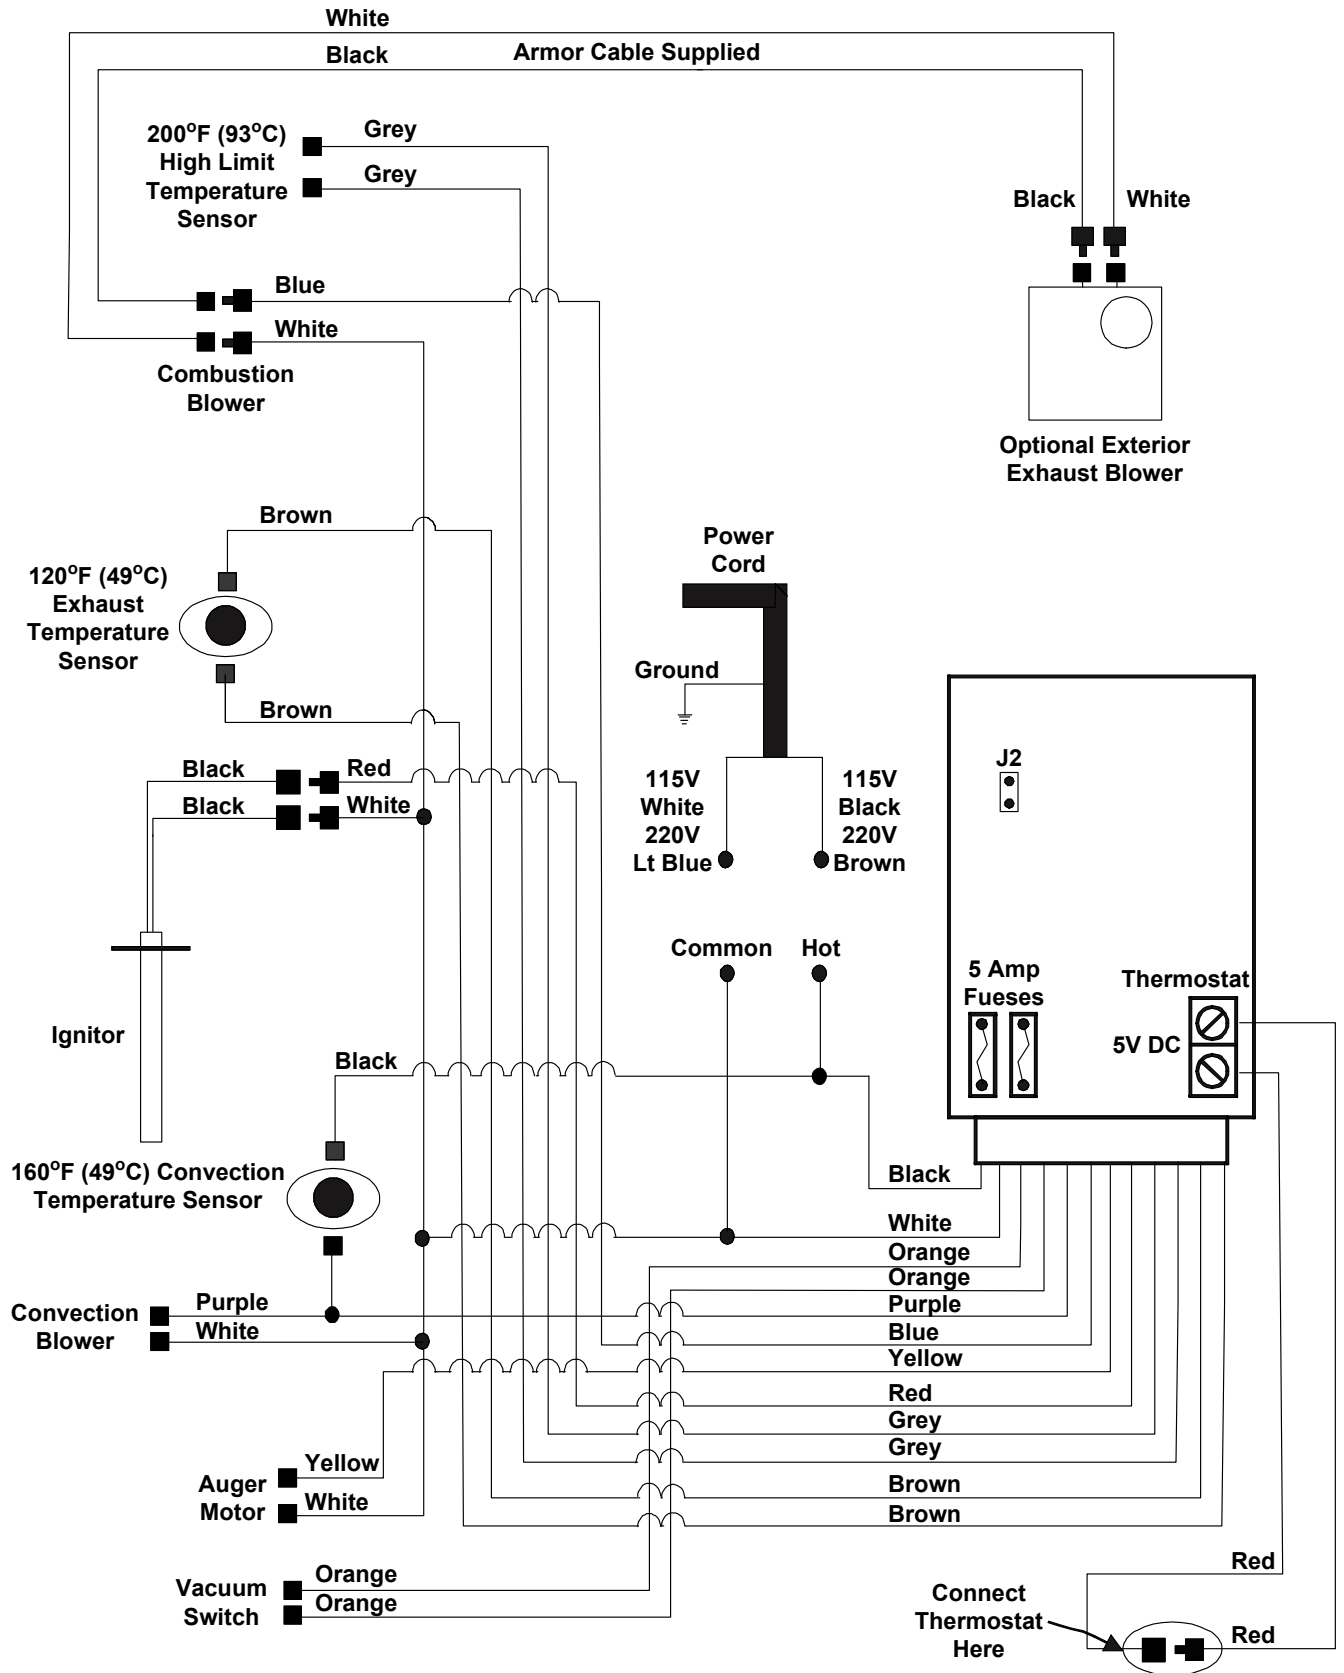 White
Black
Armor Cable Supplied
200°F (93°C)
High Limit
Temperature
Sensor
Grey
Grey
Black
White
Blue
White
Combustion
Blower
Optional Exterior
Exhaust Blower
Brown
120°F (49°C)
Exhaust
Temperature
Sensor
Brown
Power
Cord
Ground
115V
White
220V
Lt Blue
115V
Black
220V
Brown
J2
Black
Red
Black
White
Ignitor
Common
Hot
5 Amp
Fueses
Thermostat
5V DC
Black
160°F (49°C) Convection
Temperature Sensor
Black
White
Orange
Orange
Purple
Blue
Yellow
Red
Grey
Grey
Brown
Brown
Convection
Blower
Purple
White
Auger
Motor
Yellow
White
Vacuum
Switch
Orange
Orange
Connect
Thermostat
Here
Red
Red